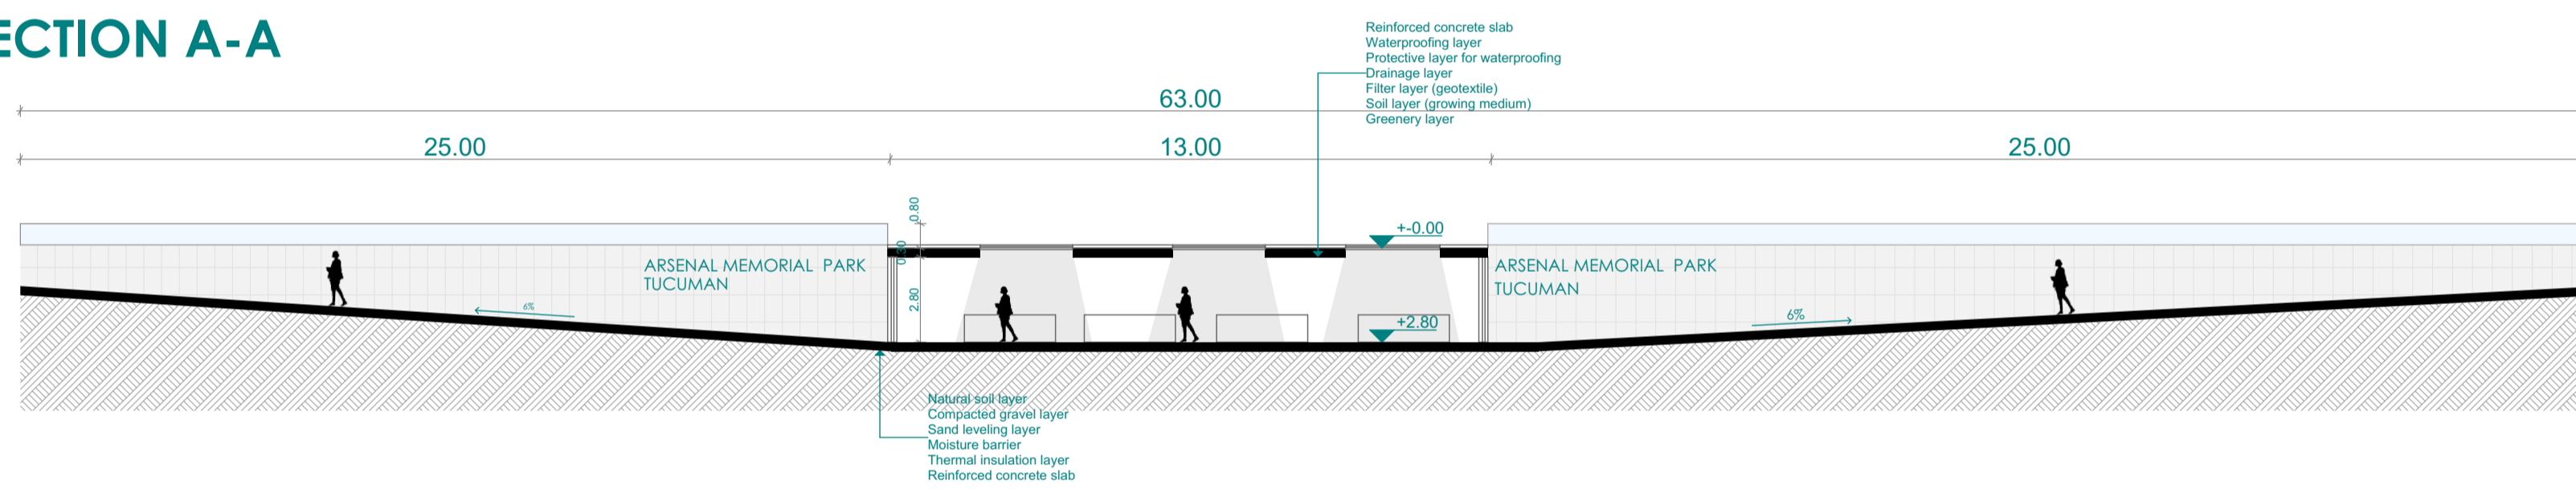 ECTION A-A
Reinforced concrete slab
Waterproofing layer
Protective layer for waterproofing
Drainage layer
Filter layer (geotextile)
Soil layer (growing medium)
Greenery layer
63.00
25.00
13.00
25.00
0.80
+-0.00
0.30
ARSENAL MEMORIAL PARK
TUCUMAN
ARSENAL MEMORIAL PARK
TUCUMAN
2.80
6%
+2.80
6%
Natural soil layer
Compacted gravel layer
Sand leveling layer
Moisture barrier
Thermal insulation layer
Reinforced concrete slab